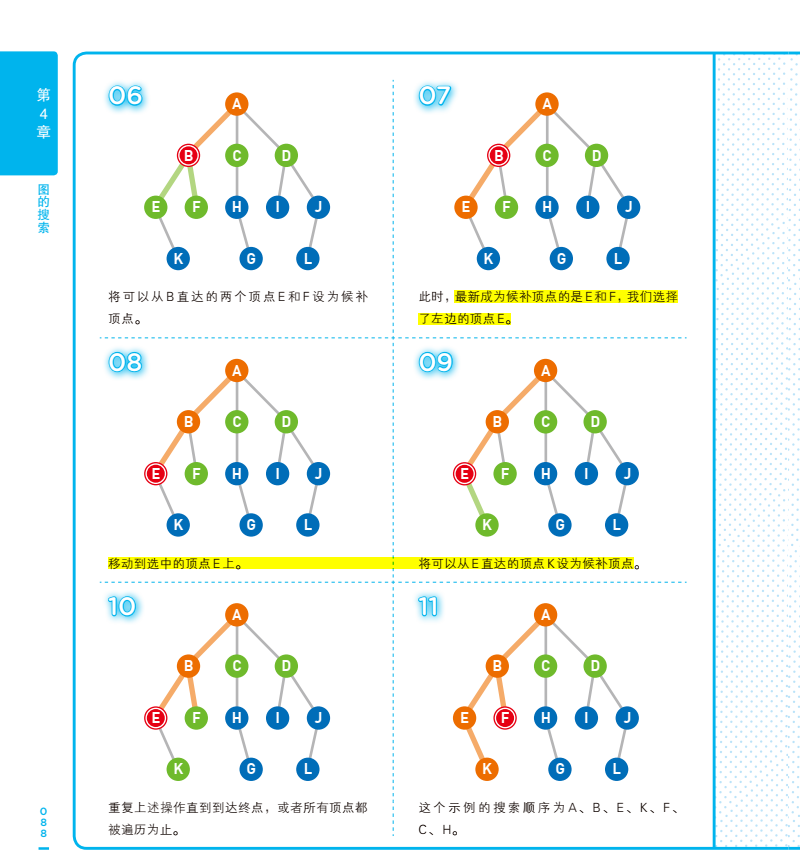 第
4
章
图的搜索
06
A
B C D
E F H I J
K G L
将可以从B直达的两个顶点E和F设为候补
顶点。
07
A
B C D
E F H I J
K G L
此时，最新成为候补顶点的是E和F，我们选择
了左边的顶点E。
08
A
B C D
E F H I J
K G L
移动到选中的顶点E上。
09
A
B C D
E F H I J
K G L
将可以从E直达的顶点K设为候补顶点。
10
A
B C D
E F H I J
K G L
重复上述操作直到到达终点，或者所有顶点都
被遍历为止。
11
A
B C D
E F H I J
K G L
这个示例的搜索顺序为A、B、E、K、F、
C、H。
088